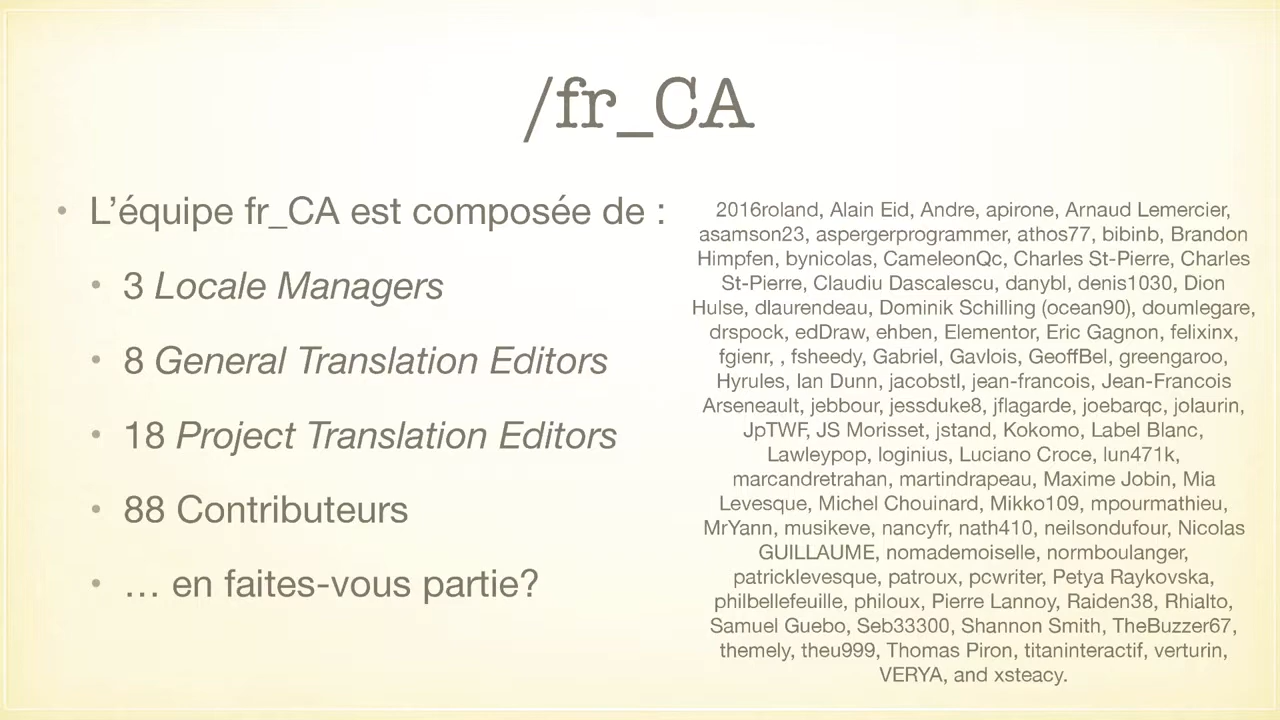 /fr_CA
• L’équipe fr_CA est composée de :
• 3 Locale Managers
• 8 General Translation Editors
• 18 Project Translation Editors
• 88 Contributeurs
• … en faites-vous partie?
2016roland, Alain Eid, Andre, apirone, Arnaud Lemercier,
asamson23, aspergerprogrammer, athos77, bibinb, Brandon
Himpfen, bynicolas, CameleonQc, Charles St-Pierre, Charles
St-Pierre, Claudiu Dascalescu, danybl, denis1030, Dion
Hulse, dlaurendeau, Dominik Schilling (ocean90), doumlegare,
drspock, edDraw, ehben, Elementor, Eric Gagnon, felixinx,
fgienr, , fsheedy, Gabriel, Gavlois, GeoffBel, greengaroo,
Hyrules, Ian Dunn, jacobstl, jean-francois, Jean-Francois
Arseneault, jebbour, jessduke8, jflagarde, joebarqc, jolaurin,
JpTWF, JS Morisset, jstand, Kokomo, Label Blanc,
Lawleypop, loginius, Luciano Croce, lun471k,
marcandretrahan, martindrapeau, Maxime Jobin, Mia
Levesque, Michel Chouinard, Mikko109, mpourmathieu,
MrYann, musikeve, nancyfr, nath410, neilsondufour, Nicolas
GUILLAUME, nomademoiselle, normboulanger,
patricklevesque, patroux, pcwriter, Petya Raykovska,
philbellefeuille, philoux, Pierre Lannoy, Raiden38, Rhialto,
Samuel Guebo, Seb33300, Shannon Smith, TheBuzzer67,
themely, theu999, Thomas Piron, titaninteractif, verturin,
VERYA, and xsteacy.